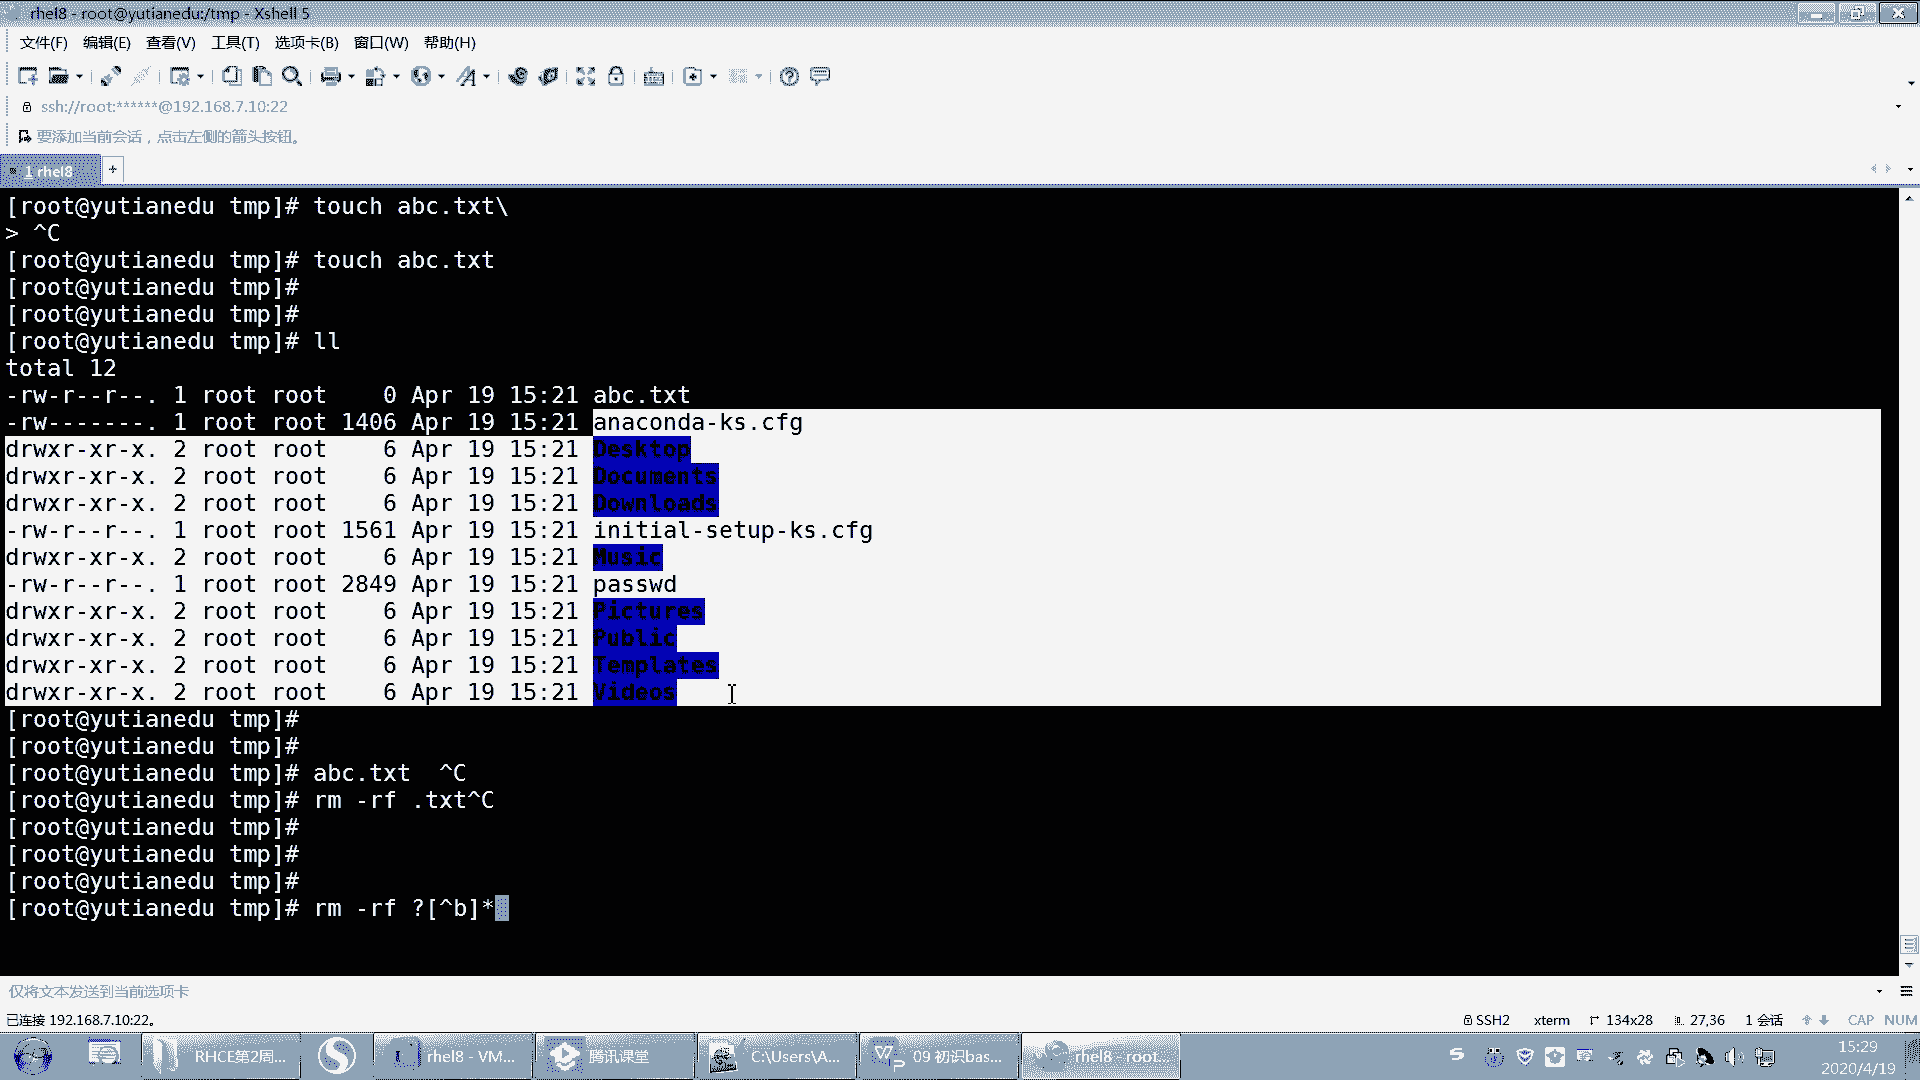 rhel8 - root@yutianedu:/tmp - Xshell 5
文件(F) 编辑(E) 查看(V) 工具(T) 选项卡(B) 窗口(W) 帮助(H)
ssh://root:******@192.168.7.10:22
要添加当前会话，点击左侧的箭头按钮。
1 rhel8 +
[root@yutianedu tmp]# touch abc.txt\
> ^C
[root@yutianedu tmp]# touch abc.txt
[root@yutianedu tmp]#
[root@yutianedu tmp]#
[root@yutianedu tmp]# ll
total 12
-rw-r--r--. 1 root root    0 Apr 19 15:21 abc.txt
-rw-------. 1 root root 1406 Apr 19 15:21 anaconda-ks.cfg
drwxr-xr-x. 2 root root    6 Apr 19 15:21 Desktop
drwxr-xr-x. 2 root root    6 Apr 19 15:21 Documents
drwxr-xr-x. 2 root root    6 Apr 19 15:21 Downloads
-rw-r--r--. 1 root root 1561 Apr 19 15:21 initial-setup-ks.cfg
drwxr-xr-x. 2 root root    6 Apr 19 15:21 Music
-rw-r--r--. 1 root root 2849 Apr 19 15:21 passwd
drwxr-xr-x. 2 root root    6 Apr 19 15:21 Pictures
drwxr-xr-x. 2 root root    6 Apr 19 15:21 Public
drwxr-xr-x. 2 root root    6 Apr 19 15:21 Templates
drwxr-xr-x. 2 root root    6 Apr 19 15:21 Videos
[root@yutianedu tmp]#
[root@yutianedu tmp]#
[root@yutianedu tmp]# abc.txt  ^C
[root@yutianedu tmp]# rm -rf .txt^C
[root@yutianedu tmp]#
[root@yutianedu tmp]#
[root@yutianedu tmp]#
[root@yutianedu tmp]# rm -rf ?[^b]*
仅将文本发送到当前选项卡
已连接 192.168.7.10:22。 SSH2 xterm 134x28 27,36 1 会话 CAP NUM
RHCE第2周... rhel8 - VM... 腾讯课堂 C:\Users\A... 09 初识bas... rhel8 - root... 15:29
2020/4/19